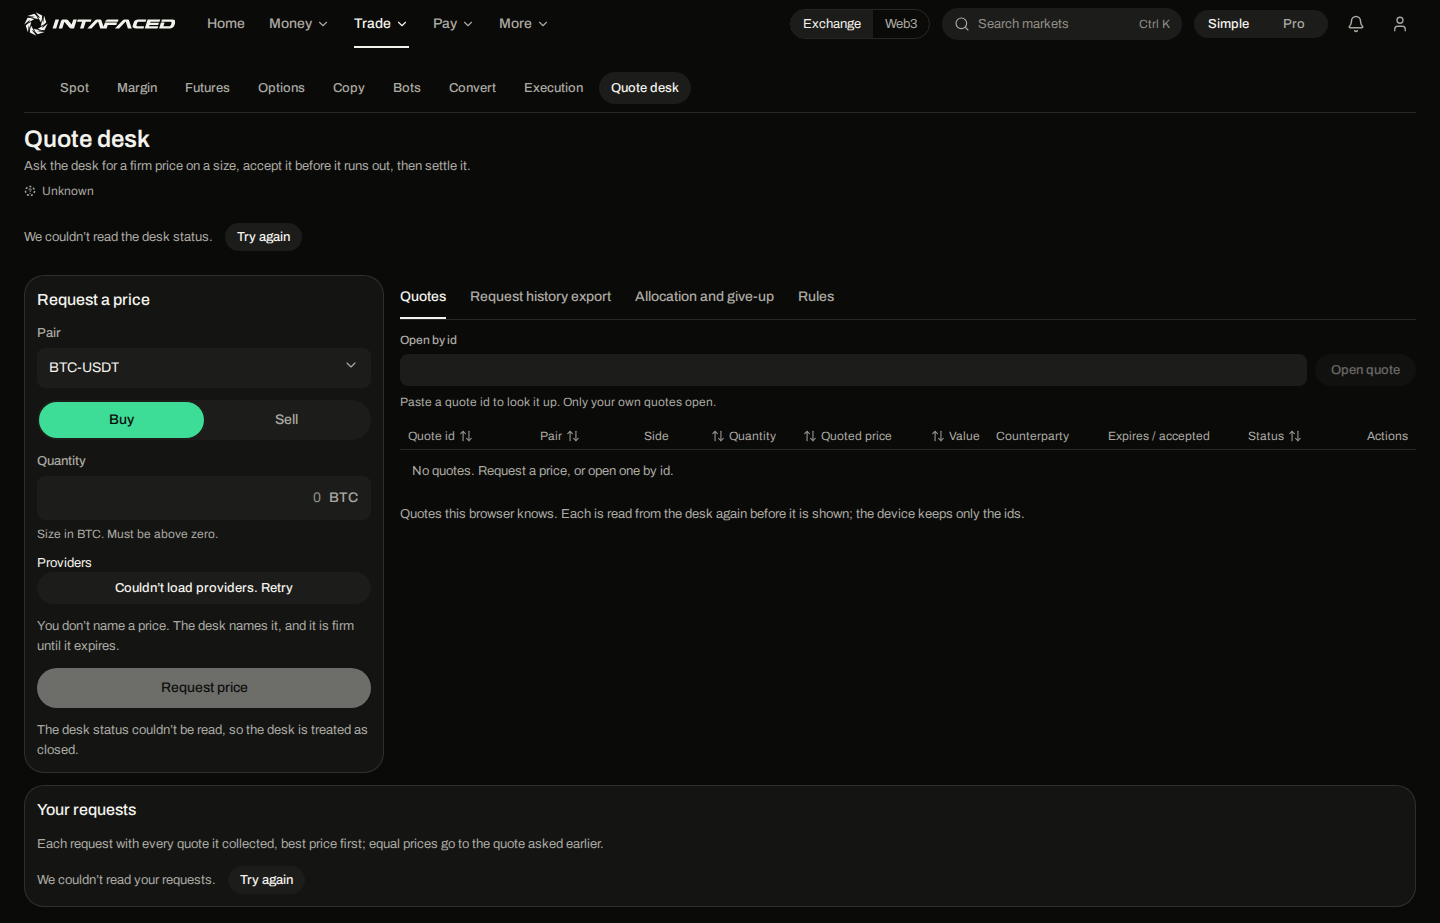 INTAFACED
Home Money Trade Pay More
Exchange Web3
Search markets Ctrl K
Simple Pro
Spot Margin Futures Options Copy Bots Convert Execution Quote desk
Quote desk
Ask the desk for a firm price on a size, accept it before it runs out, then settle it.
Unknown
We couldn't read the desk status. Try again
Request a price
Pair
BTC-USDT
Buy Sell
Quantity
0 BTC
Size in BTC. Must be above zero.
Providers
Couldn't load providers. Retry
You don't name a price. The desk names it, and it is firm
until it expires.
Request price
The desk status couldn't be read, so the desk is treated as
closed.
Quotes Request history export Allocation and give-up Rules
Open by id
Open quote
Paste a quote id to look it up. Only your own quotes open.
Quote id Pair Side Quantity Quoted price Value Counterparty Expires / accepted Status Actions
No quotes. Request a price, or open one by id.
Quotes this browser knows. Each is read from the desk again before it is shown; the device keeps only the ids.
Your requests
Each request with every quote it collected, best price first; equal prices go to the quote asked earlier.
We couldn't read your requests. Try again